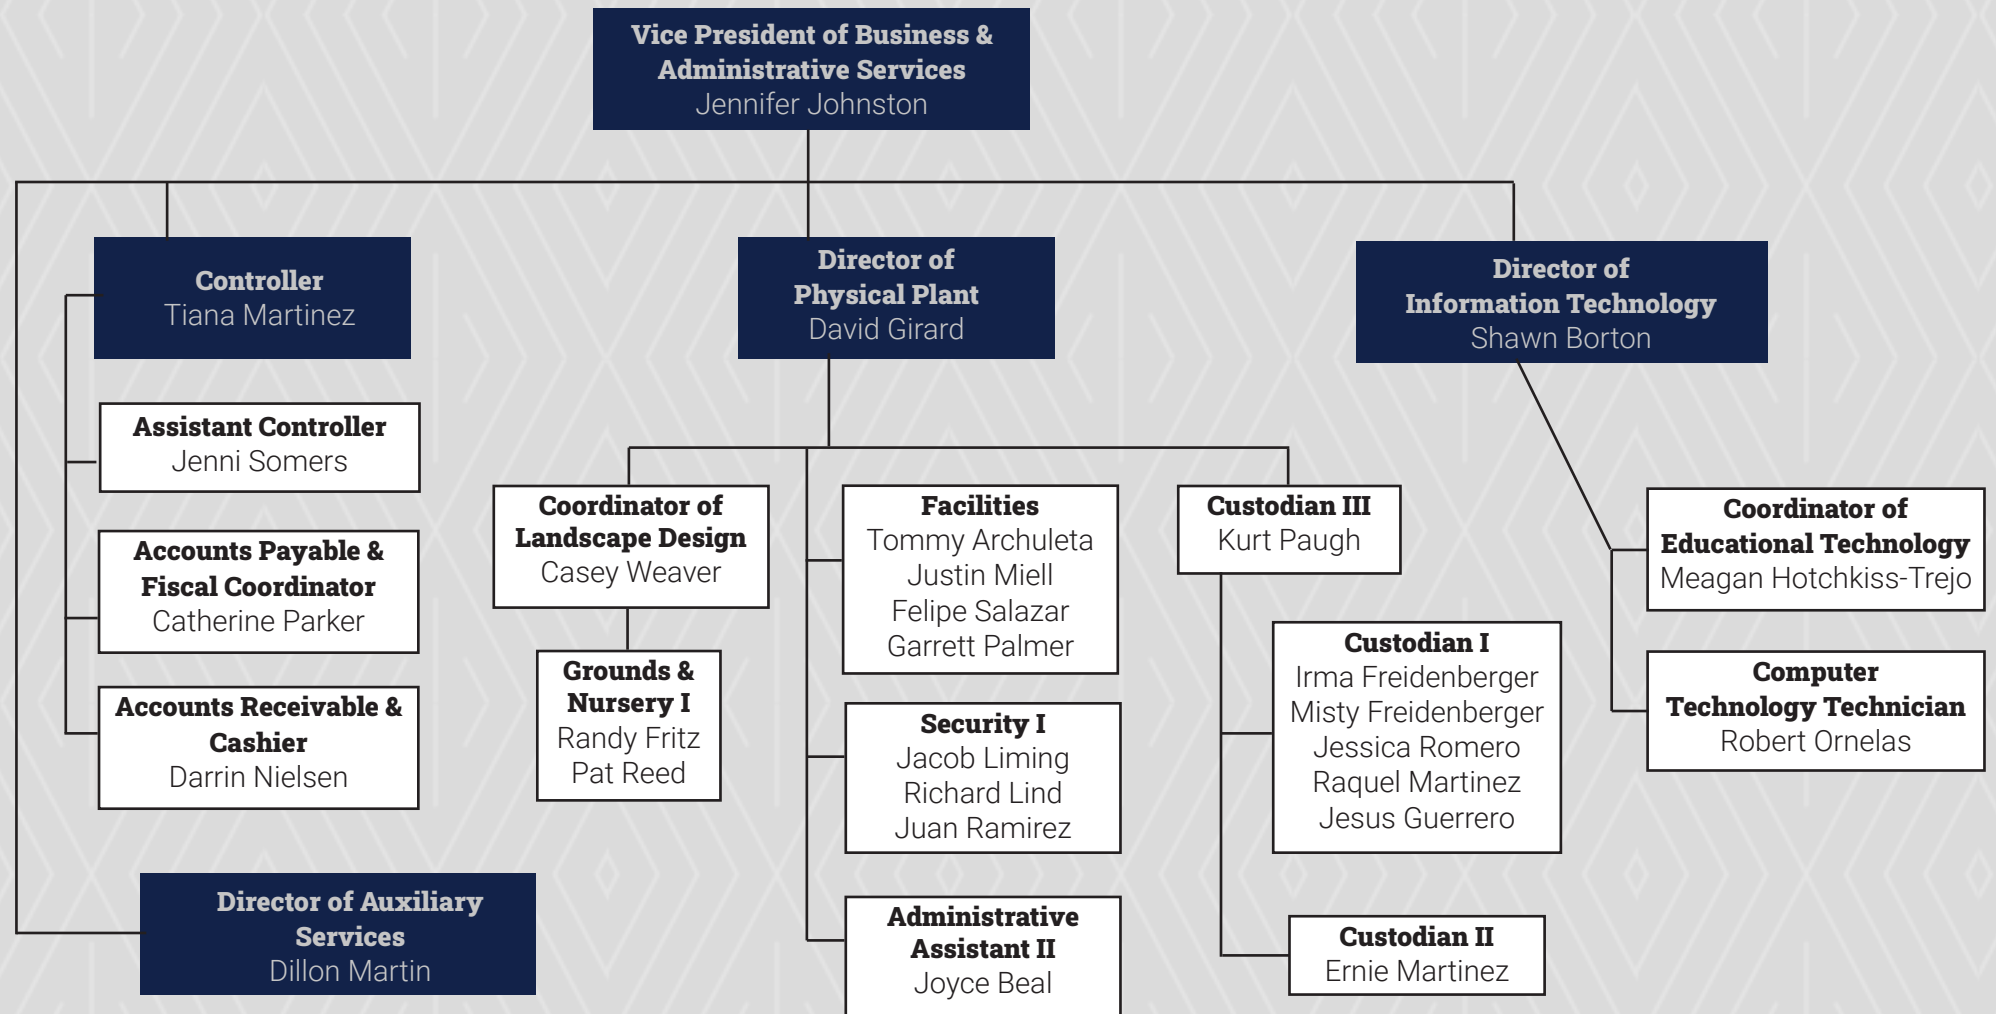 Vice President of Business &
Administrative Services
Jennifer Johnston
Controller
Tiana Martinez
Assistant Controller
Jenni Somers
Accounts Payable &
Fiscal Coordinator
Catherine Parker
Accounts Receivable &
Cashier
Darrin Nielsen
Director of Auxiliary
Services
Dillon Martin
Director of
Physical Plant
David Girard
Coordinator of
Landscape Design
Casey Weaver
Grounds &
Nursery I
Randy Fritz
Pat Reed
Facilities
Tommy Archuleta
Justin Miell
Felipe Salazar
Garrett Palmer
Security I
Jacob Liming
Richard Lind
Juan Ramirez
Administrative
Assistant II
Joyce Beal
Custodian III
Kurt Paugh
Custodian I
Irma Freidenberger
Misty Freidenberger
Jessica Romero
Raquel Martinez
Jesus Guerrero
Custodian II
Ernie Martinez
Director of
Information Technology
Shawn Borton
Coordinator of
Educational Technology
Meagan Hotchkiss-Trejo
Computer
Technology Technician
Robert Ornelas